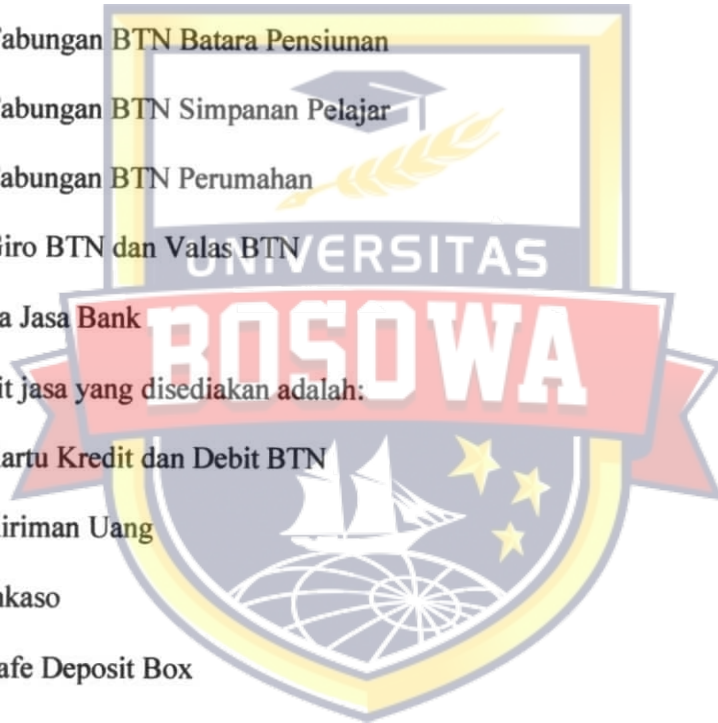 abungan BTN Batara Pensiunan
abungan BTN Simpanan Pelajar
abungan BTN Perumahan
iro BTN dan Valas BTN
UNIVERSITAS
a Jasa Bank
BOSOWA
it jasa yang disediakan adalah:
artu Kredit dan Debit BTN
iriman Uang
kaso
afe Deposit Box